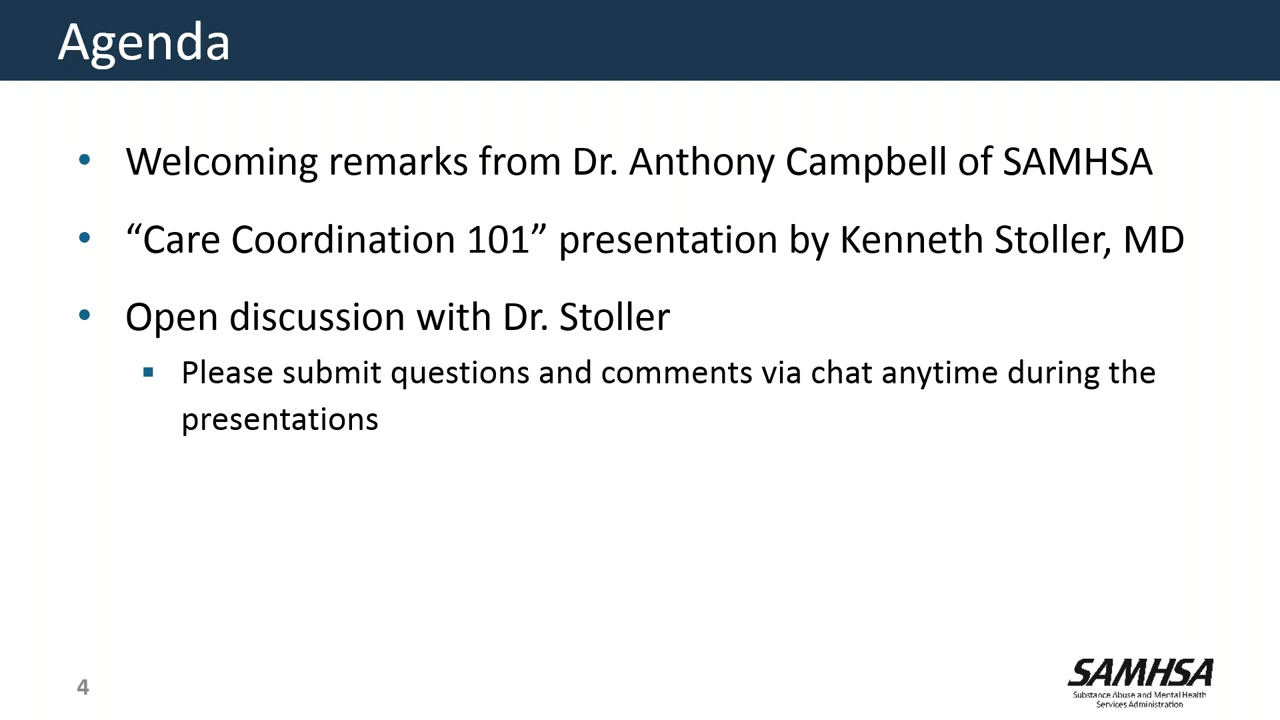 Agenda
• Welcoming remarks from Dr. Anthony Campbell of SAMHSA
• “Care Coordination 101” presentation by Kenneth Stoller, MD
• Open discussion with Dr. Stoller
▪ Please submit questions and comments via chat anytime during the
presentations
4
SAMHSA
Substance Abuse and Mental Health
Services Administration